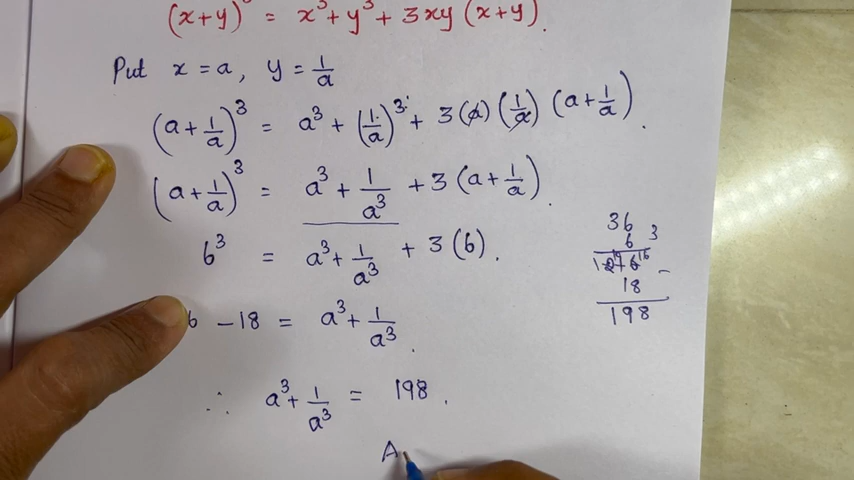 (x+y)³ = x³+y³+3xy(x+y).
Put x=a, y=1/a
(a+1/a)³ = a³+(1/a)³+3(a)(1/a)(a+1/a).
(a+1/a)³ = a³+1/a³+3(a+1/a).
6³ = a³+1/a³+3(6).
6-18 = a³+1/a³.
∴ a³+1/a³ = 198.
A
36
6 3
18 -
198